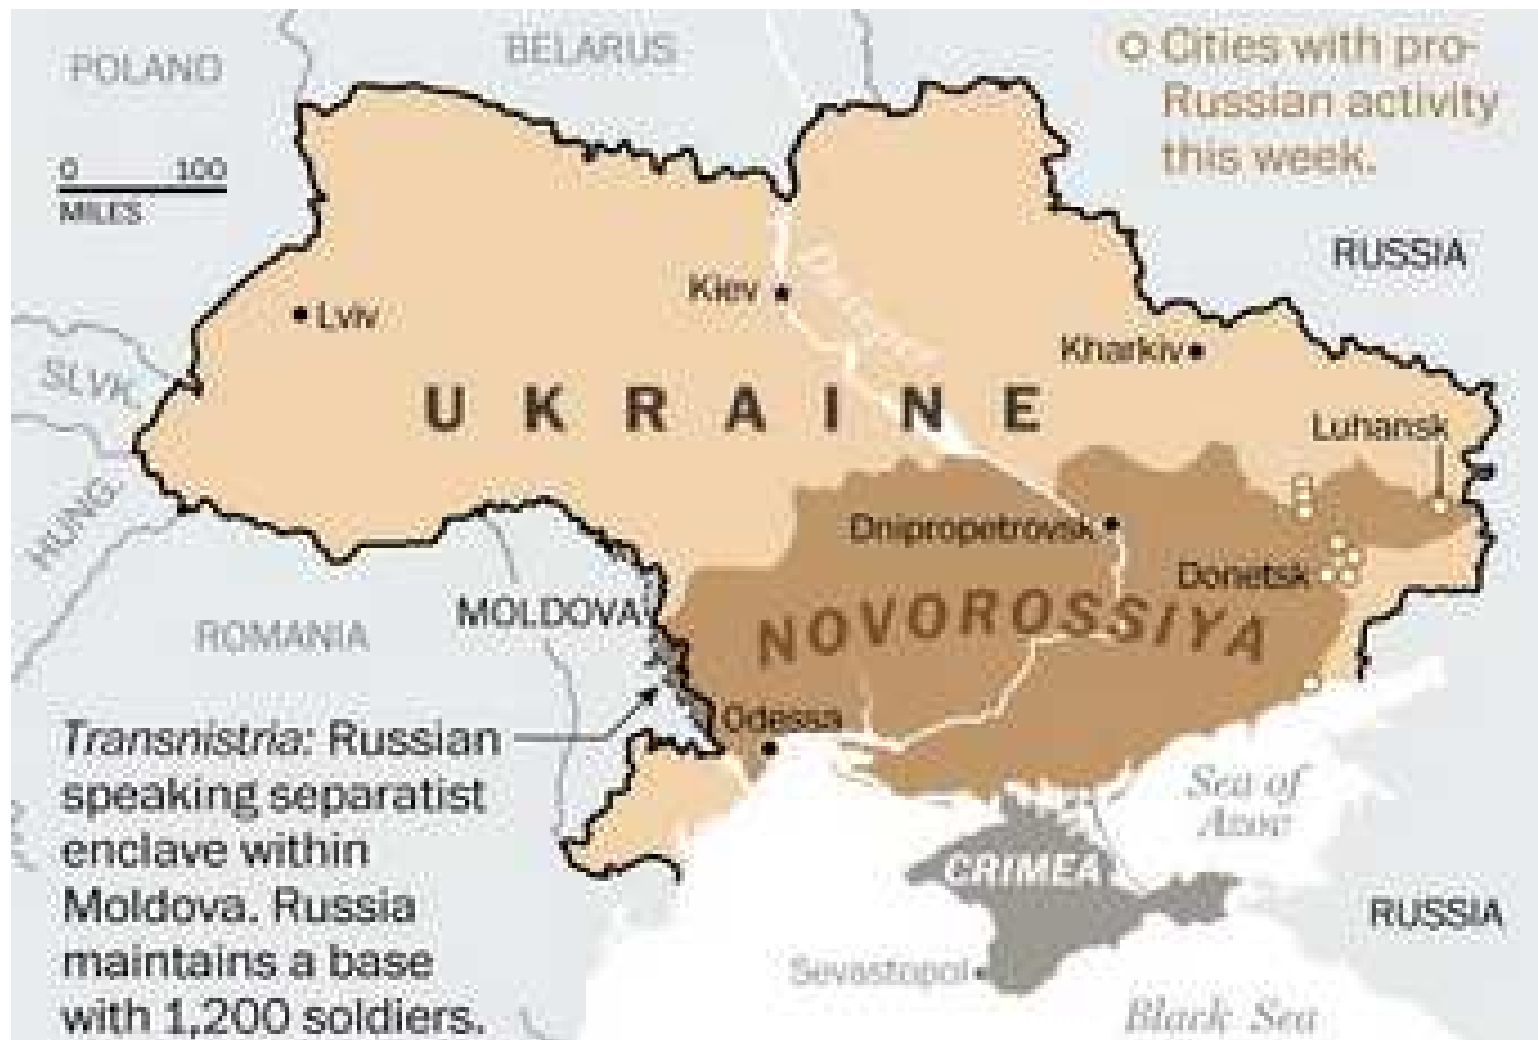 POLAND
BELARUS
Cities with pro-
Russian activity
this week.
0 100
MILES
RUSSIA
Kiev
Lviv
Kharkiv
SLVK.
UKRAINE
Luhansk
HUNG.
Dnipropetrovsk
Donetsk
MOLDOVA
NOVOROSSIYA
ROMANIA
Odessa
Transnistria: Russian
speaking separatist
enclave within
Moldova. Russia
maintains a base
with 1,200 soldiers.
Sea of
Azov
CRIMEA
RUSSIA
Sevastopol
Black Sea